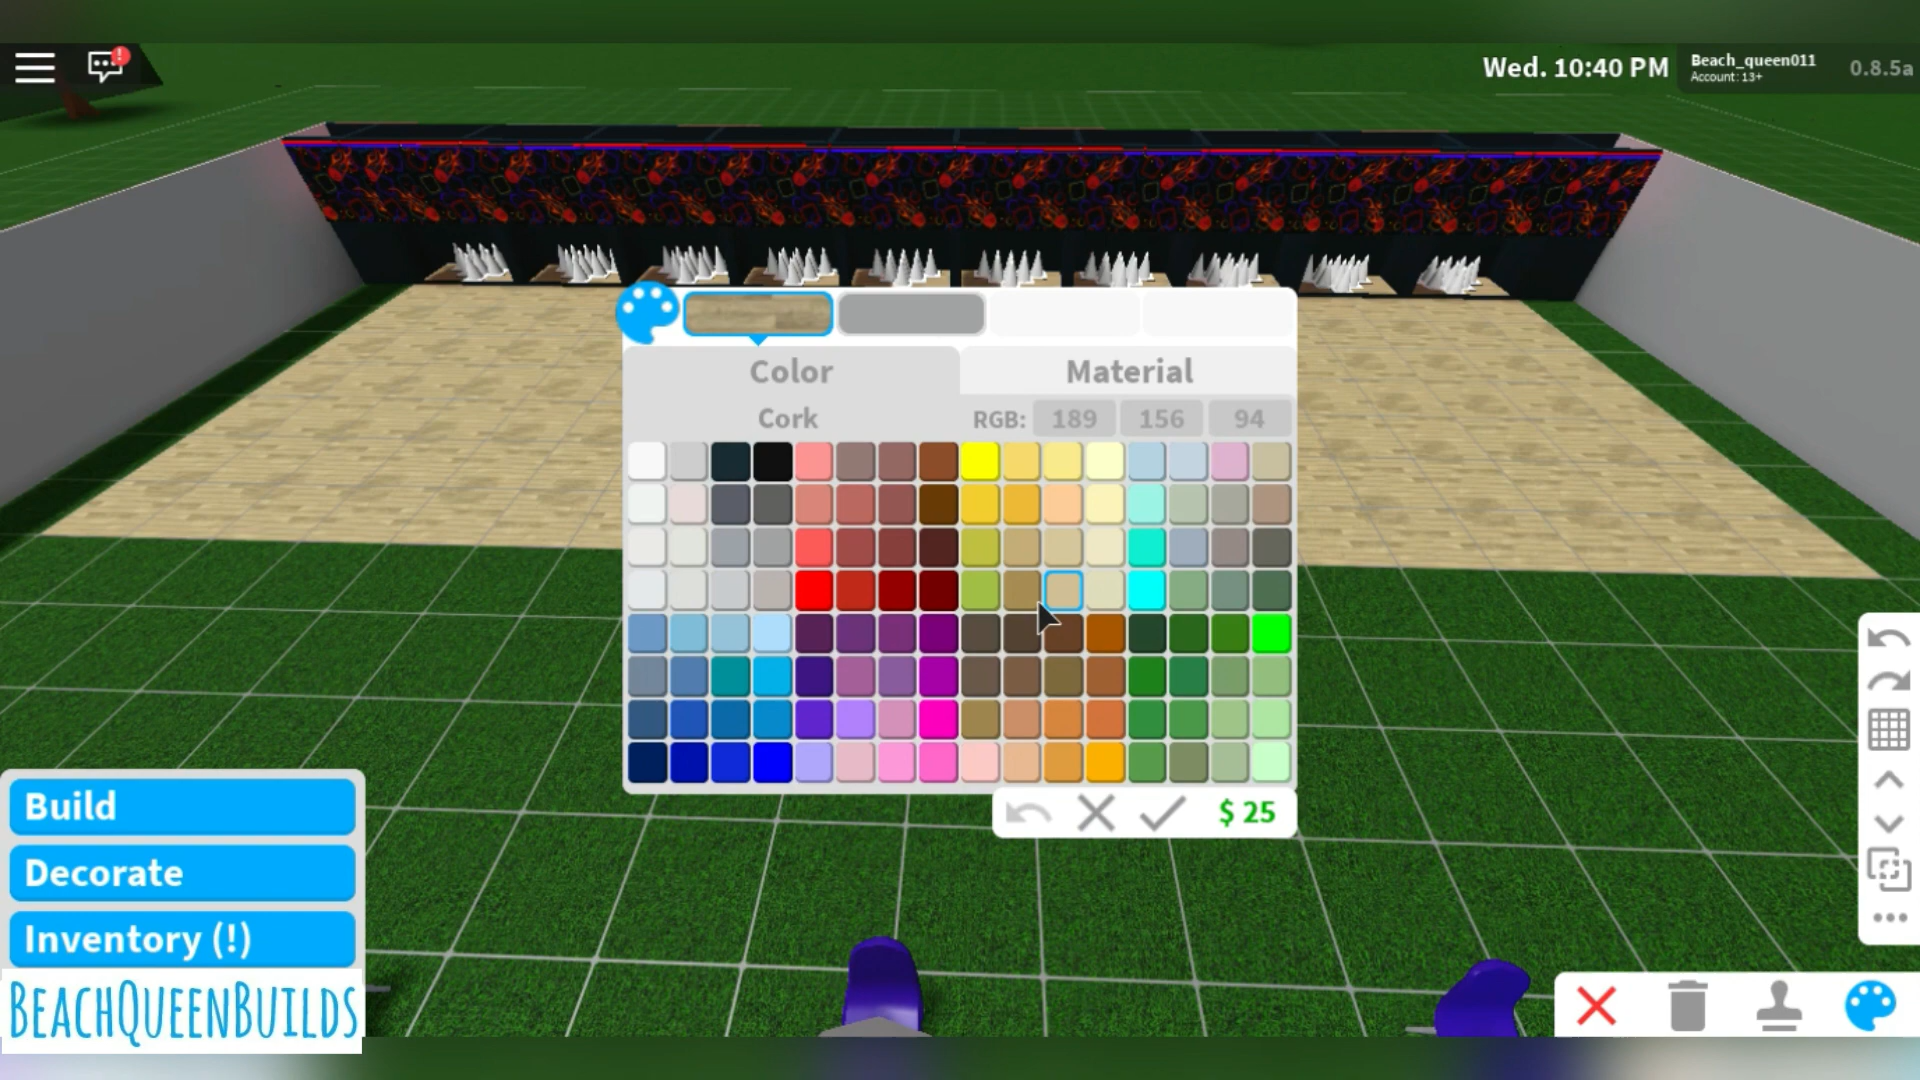 Wed. 10:40 PM
Beach_queen011
Account: 13+
0.8.5a
Color
Material
Cork
RGB: 189 156 94
$ 25
Build
Decorate
Inventory (!)
BEACHQUEENBUILDS